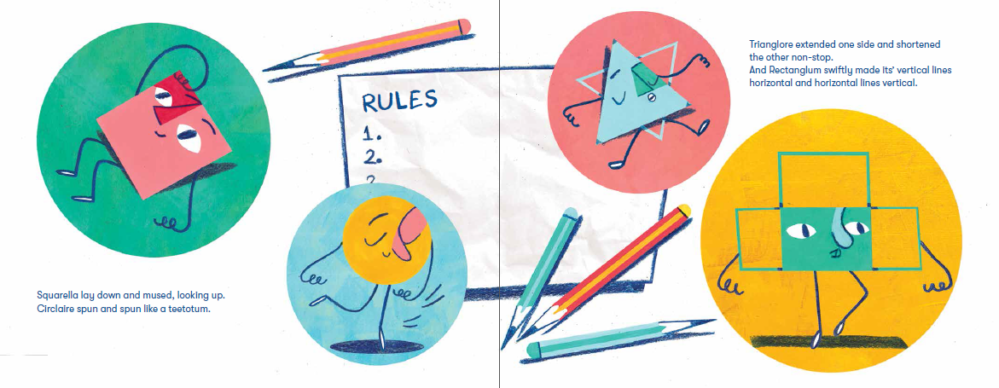 RULES
1.
2.
Squarella lay down and mused, looking up.
Circlaire spun and spun like a teetotum.
Trianglore extended one side and shortened
the other non-stop.
And Rectanglum swiftly made its' vertical lines
horizontal and horizontal lines vertical.